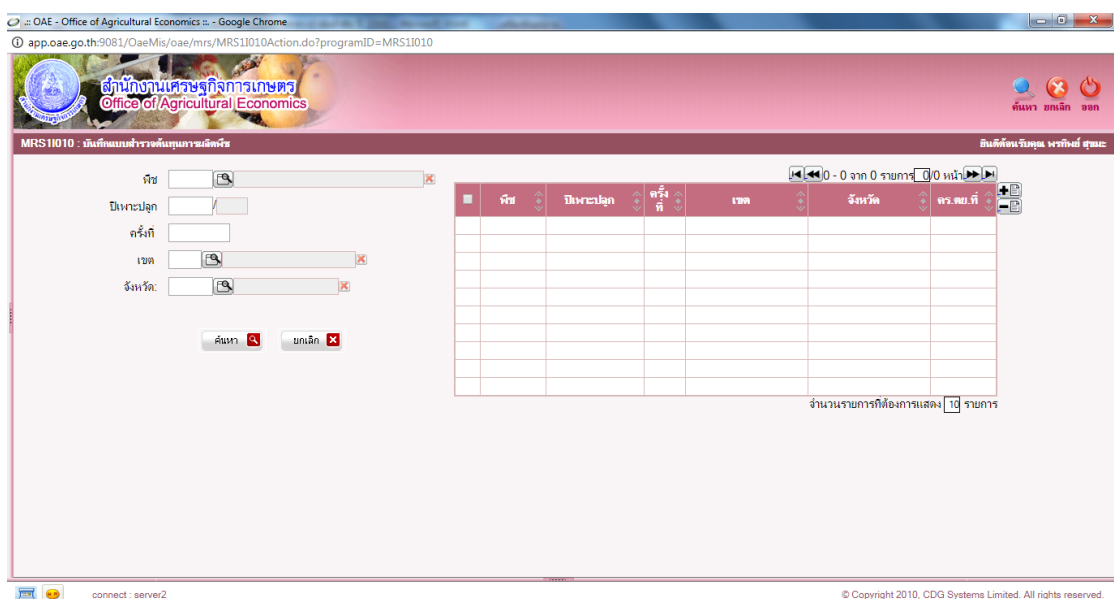 .:: OAE - Office of Agricultural Economics ::. - Google Chrome
app.oae.go.th:9081/OaeMis/oae/mrs/MRS1I010Action.do?programID=MRS1I010
สำนักงานเศรษฐกิจการเกษตร
Office of Agricultural Economics
ค้นหา ยกเลิก ออก
MRS1I010 : บันทึกแบบสำรวจต้นทุนการผลิตพืช
ยินดีต้อนรับคุณ พรทิพย์ สุขมะ
พืช
ปีเพาะปลูก /
ครั้งที่
เขต
จังหวัด:
ค้นหา ยกเลิก
0 - 0 จาก 0 รายการ 0/0 หน้า
พืช ปีเพาะปลูก ครั้งที่ เขต จังหวัด คร.ตย.ที่
จำนวนรายการที่ต้องการแสดง 10 รายการ
connect : server2
© Copyright 2010, CDG Systems Limited. All rights reserved.